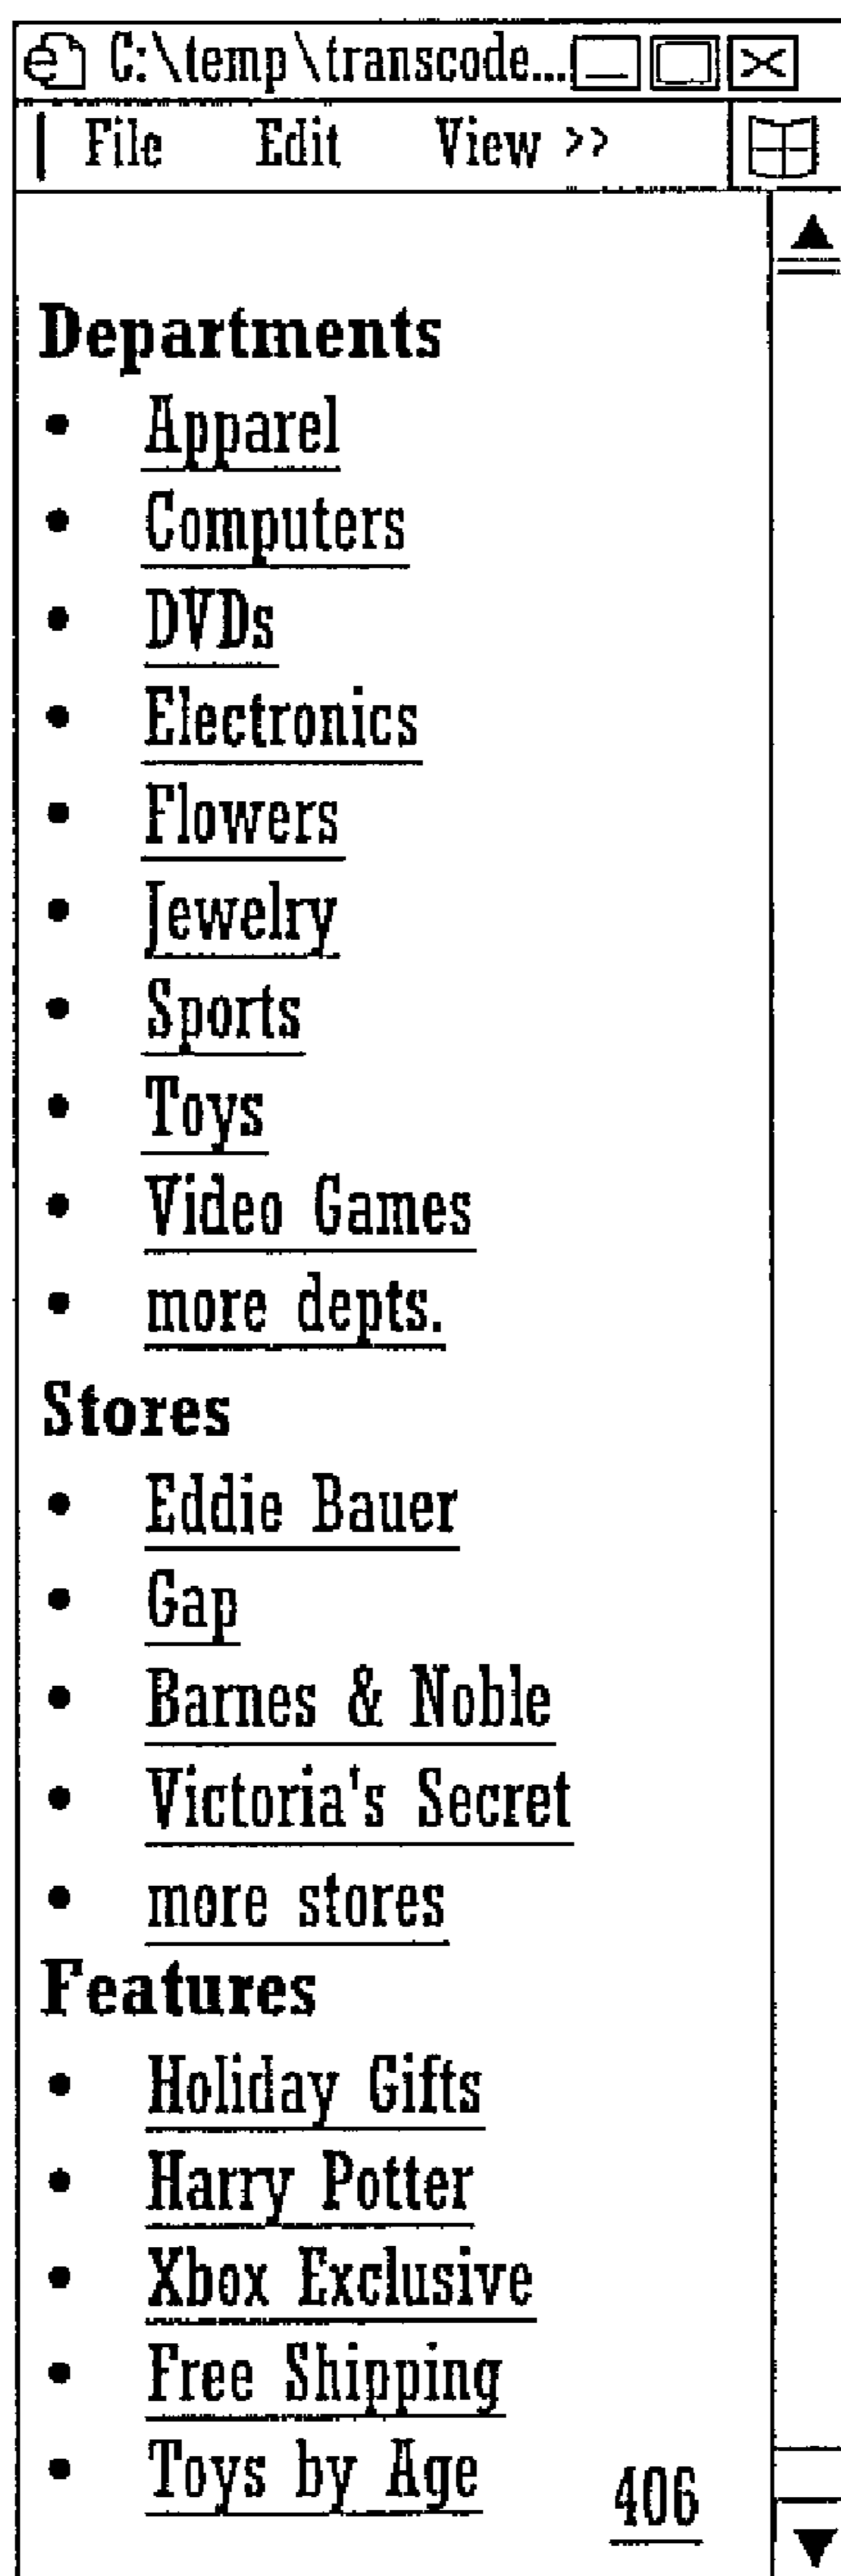 C:\temp\transcode...
File Edit View >>
Departments
• Apparel
• Computers
• DVDs
• Electronics
• Flowers
• Jewelry
• Sports
• Toys
• Video Games
• more depts.
Stores
• Eddie Bauer
• Gap
• Barnes & Noble
• Victoria's Secret
• more stores
Features
• Holiday Gifts
• Harry Potter
• Xbox Exclusive
• Free Shipping
• Toys by Age
406